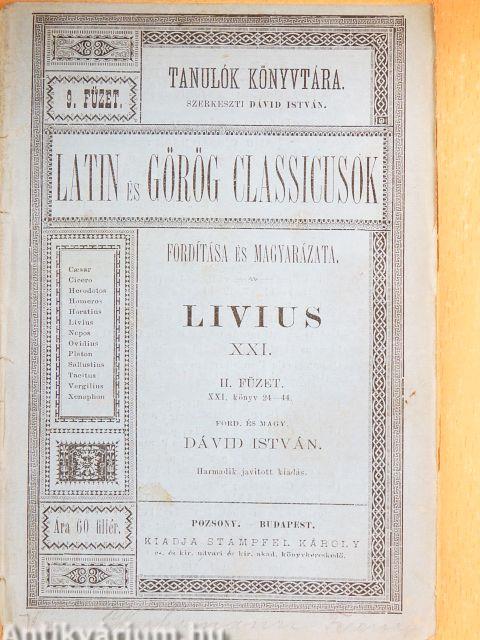 TANULÓK KÖNYVTÁRA.
SZERKESZTI DÁVID ISTVÁN.
9. FÜZET.
LATIN ÉS GÖRÖG CLASSICUSOK
FORDÍTÁSA ÉS MAGYARÁZATA.
Cæsar
Cicero
Herodotos
Homeros
Horatius
Livius
Nepos
Ovidius
Platon
Sallustius
Tacitus
Vergilius
Xenophon
LIVIUS
XXI.
II. FÜZET.
XXI. könyv 24—44.
FORD. ÉS MAGY.
DÁVID ISTVÁN.
Harmadik javított kiadás.
Ára 60 fillér.
POZSONY. BUDAPEST.
KIADJA STAMPFEL KÁROLY
cs. és kir. udvari és kir. akad. könyvkereskedő.
Antikvarium.hu